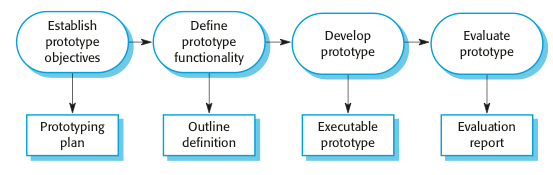 Establish
prototype
objectives
Define
prototype
functionality
Develop
prototype
Evaluate
prototype
Prototyping
plan
Outline
definition
Executable
prototype
Evaluation
report